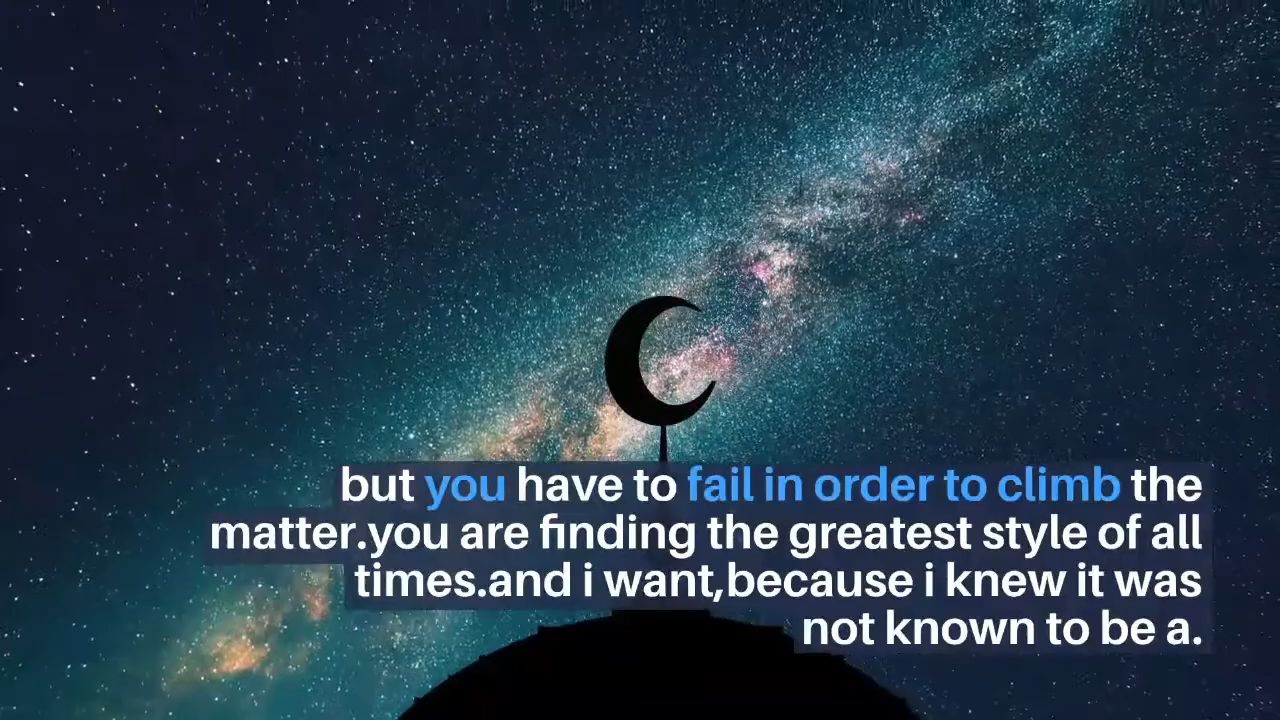 but you have to fail in order to climb the
matter.you are finding the greatest style of all
times.and i want,because i knew it was
not known to be a.